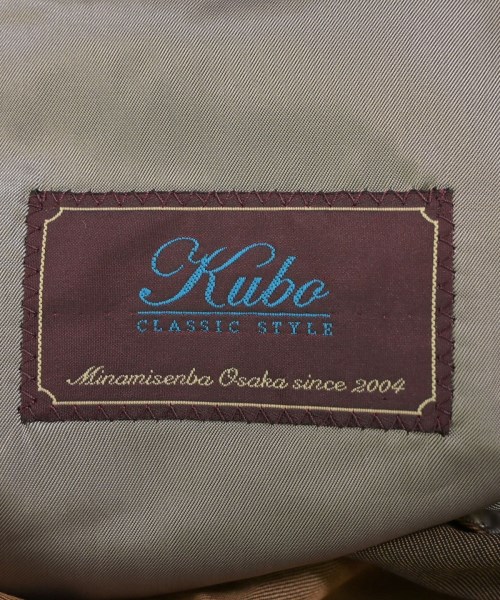 Kubo
CLASSIC STYLE
Minamisenba Osaka since 2004